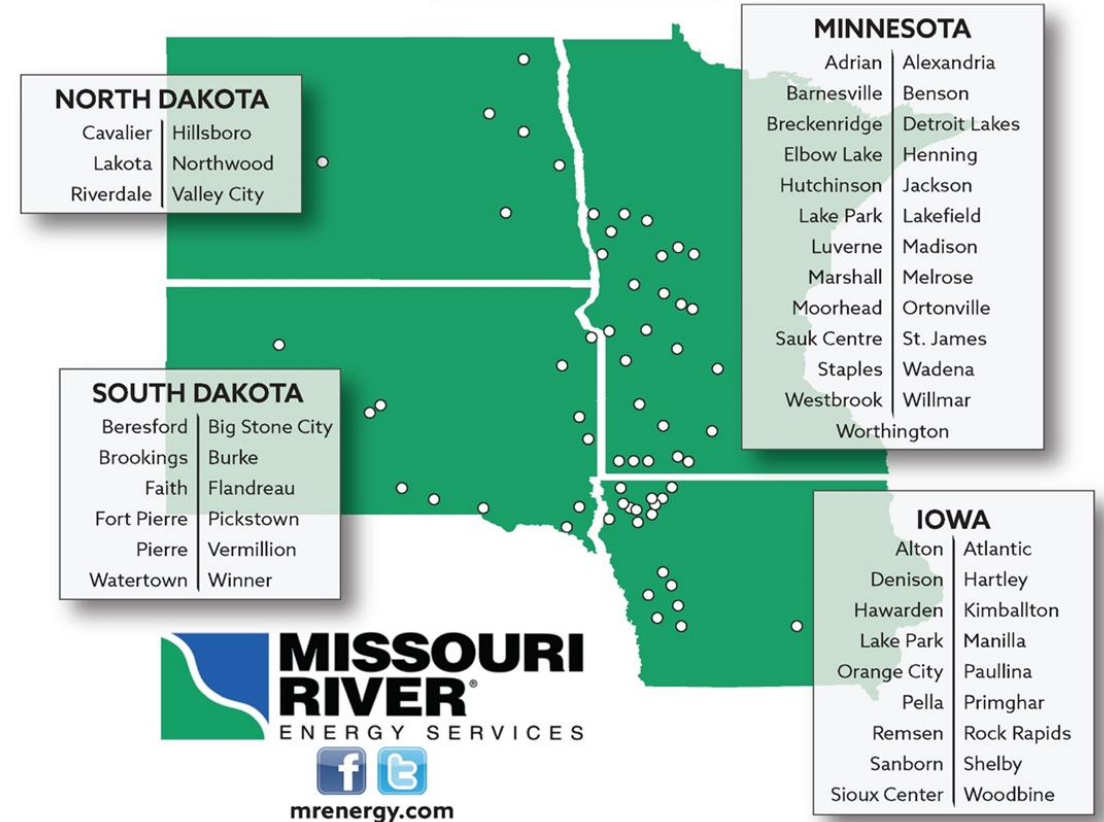 NORTH DAKOTA
Cavalier Hillsboro
Lakota Northwood
Riverdale Valley City
MINNESOTA
Adrian Alexandria
Barnesville Benson
Breckenridge Detroit Lakes
Elbow Lake Henning
Hutchinson Jackson
Lake Park Lakefield
Luverne Madison
Marshall Melrose
Moorhead Ortonville
Sauk Centre St. James
Staples Wadena
Westbrook Willmar
Worthington
SOUTH DAKOTA
Beresford Big Stone City
Brookings Burke
Faith Flandreau
Fort Pierre Pickstown
Pierre Vermillion
Watertown Winner
IOWA
Alton Atlantic
Denison Hartley
Hawarden Kimballton
Lake Park Manilla
Orange City Paullina
Pella Primghar
Remsen Rock Rapids
Sanborn Shelby
Sioux Center Woodbine
MISSOURI
RIVER®
ENERGY SERVICES
f t
mrenergy.com